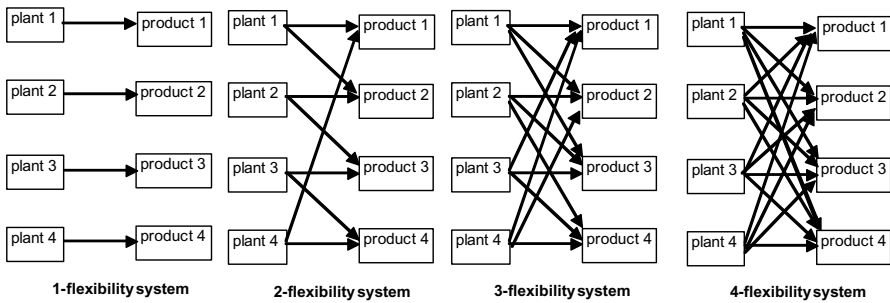 plant 1
product 1
plant 2
product 2
plant 3
product 3
plant 4
product 4
1-flexibility system
plant 1
product 1
plant 2
product 2
plant 3
product 3
plant 4
product 4
2-flexibility system
plant 1
product 1
plant 2
product 2
plant 3
product 3
plant 4
product 4
3-flexibility system
plant 1
product 1
plant 2
product 2
plant 3
product 3
plant 4
product 4
4-flexibility system